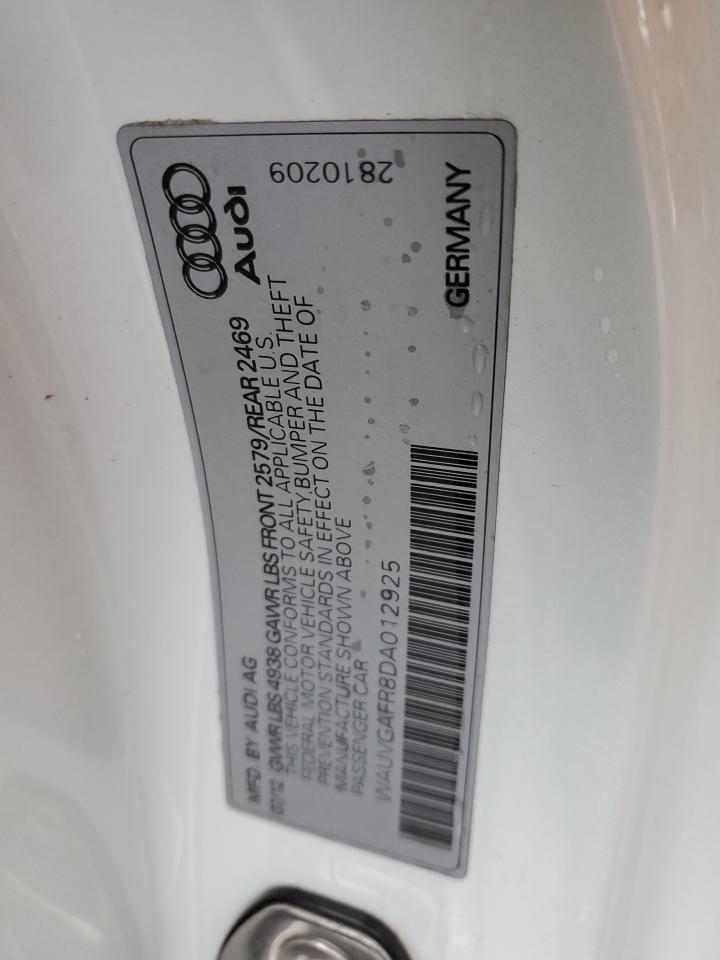 MFD. BY AUDI AG
07/12 GVWR LBS 4938 GAWR LBS FRONT 2579/REAR 2469
THIS VEHICLE CONFORMS TO ALL APPLICABLE U.S.
FEDERAL MOTOR VEHICLE SAFETY,BUMPER AND THEFT
PREVENTION STANDARDS IN EFFECT ON THE DATE OF
MANUFACTURE SHOWN ABOVE
PASSENGER CAR
WAUVGAFR8DA012925
Audi
2810209
GERMANY